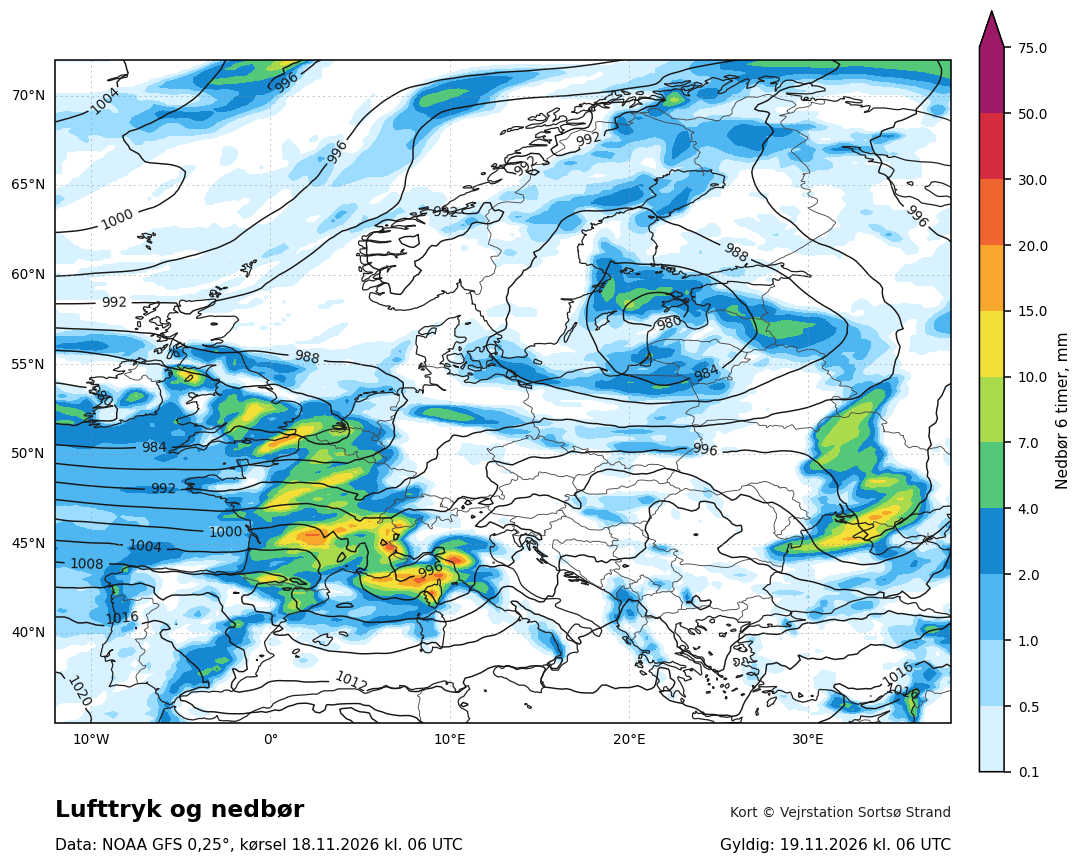 75.0
50.0
30.0
20.0
15.0
10.0
7.0
4.0
2.0
1.0
0.5
0.1
Nedbør 6 timer, mm
70°N
65°N
60°N
55°N
50°N
45°N
40°N
10°W
0°
10°E
20°E
30°E
1004
996
996
992
992
1000
992
996
988
992
988
980
984
980
984
996
992
1000
1004
1008
996
1016
1012
1020
1016
1016
Lufttryk og nedbør
Kort © Vejrstation Sortsø Strand
Data: NOAA GFS 0,25°, kørsel 18.11.2026 kl. 06 UTC
Gyldig: 19.11.2026 kl. 06 UTC